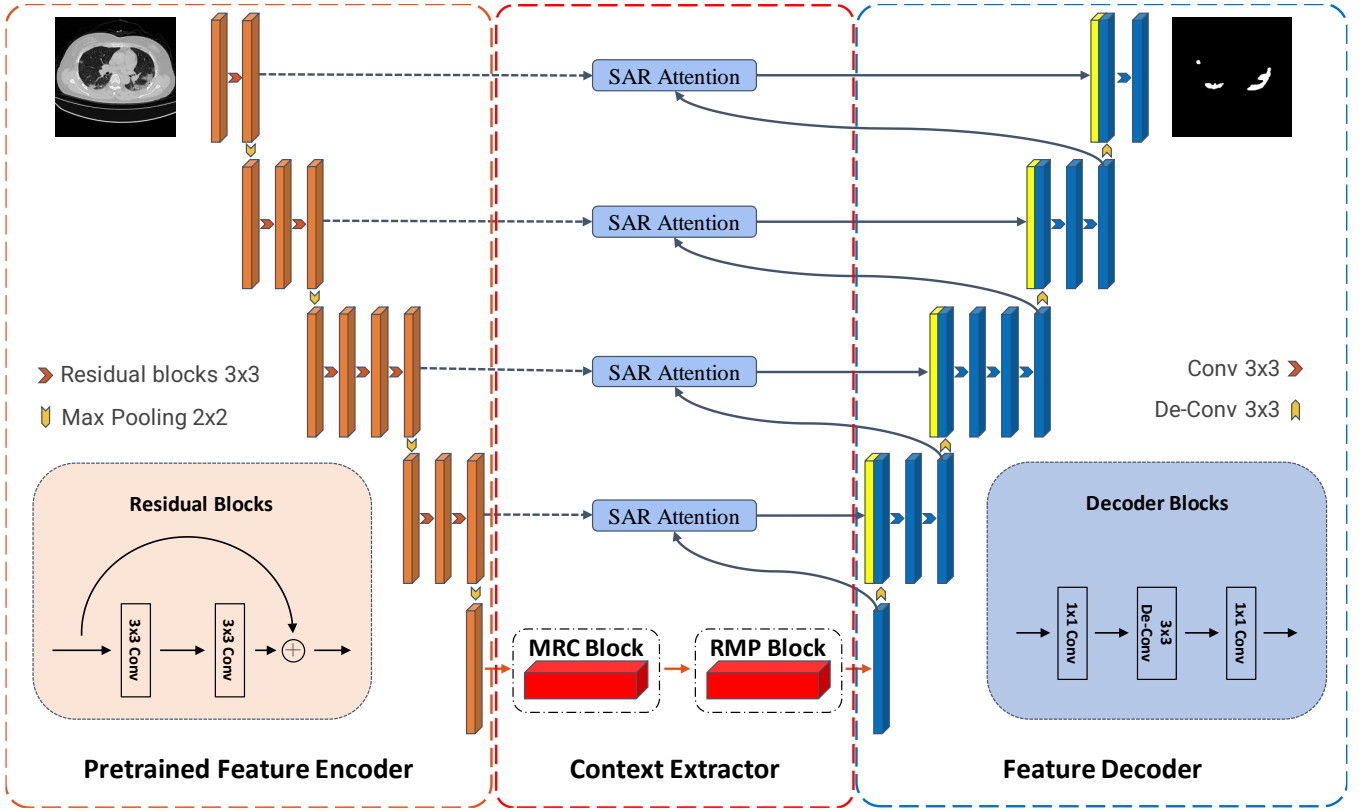 SAR Attention
SAR Attention
SAR Attention
SAR Attention
Residual blocks 3x3
Max Pooling 2x2
Conv 3x3
De-Conv 3x3
Residual Blocks
3x3 Conv
3x3 Conv
MRC Block
RMP Block
Decoder Blocks
1x1 Conv
3x3
De-Conv
1x1 Conv
Pretrained Feature Encoder
Context Extractor
Feature Decoder